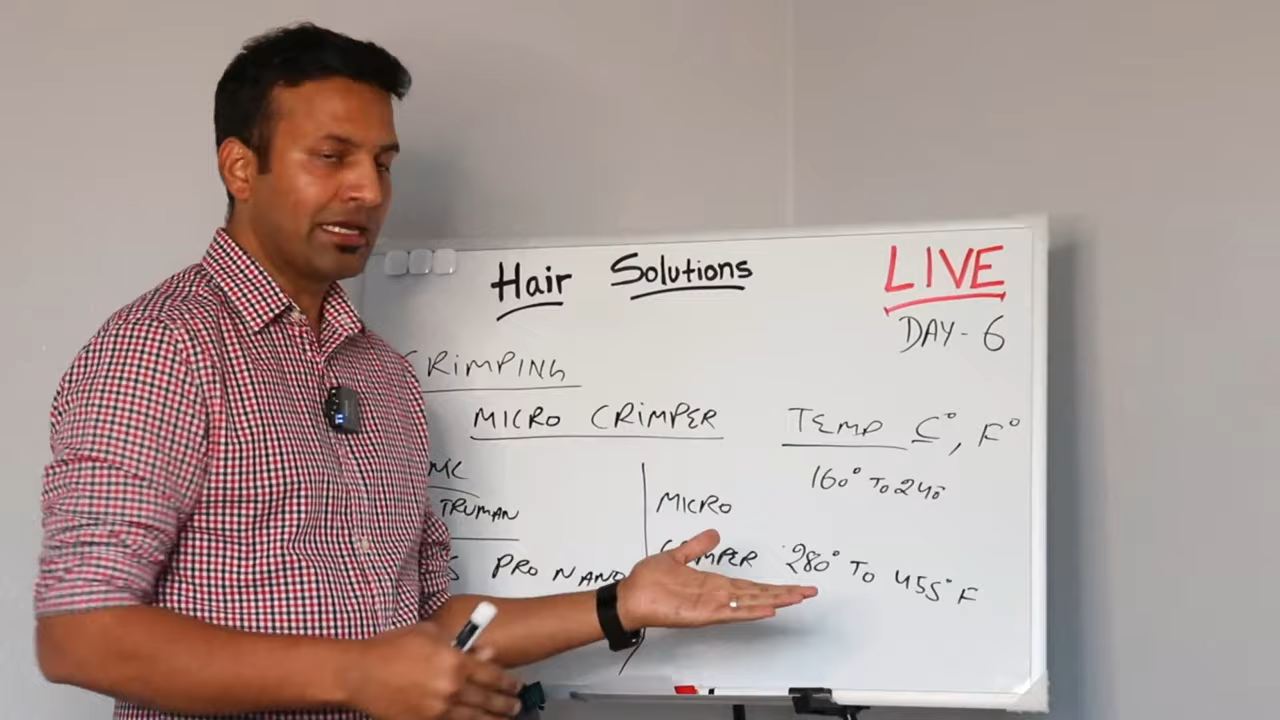 Hair Solutions
LIVE
DAY-6
CRIMPING
MICRO CRIMPER
TEMP C°, F°
160° TO 240°
MC
TRUMAN
PRO NANO
MICRO
280° TO 455° F